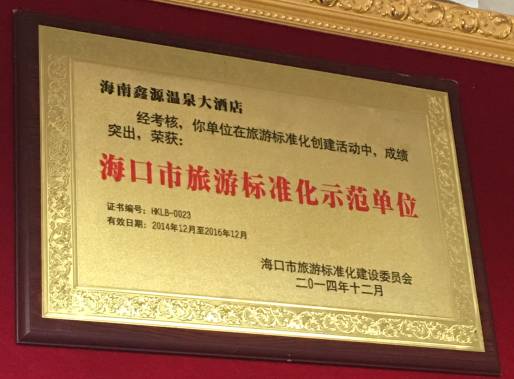 海南鑫源温泉大酒店
经考核，你单位在旅游标准化创建活动中，成绩
突出，荣获：
海口市旅游标准化示范单位
证书编号：HKLB-0023
有效日期：2014年12月至2016年12月
海口市旅游标准化建设委员会
二〇一四年十二月